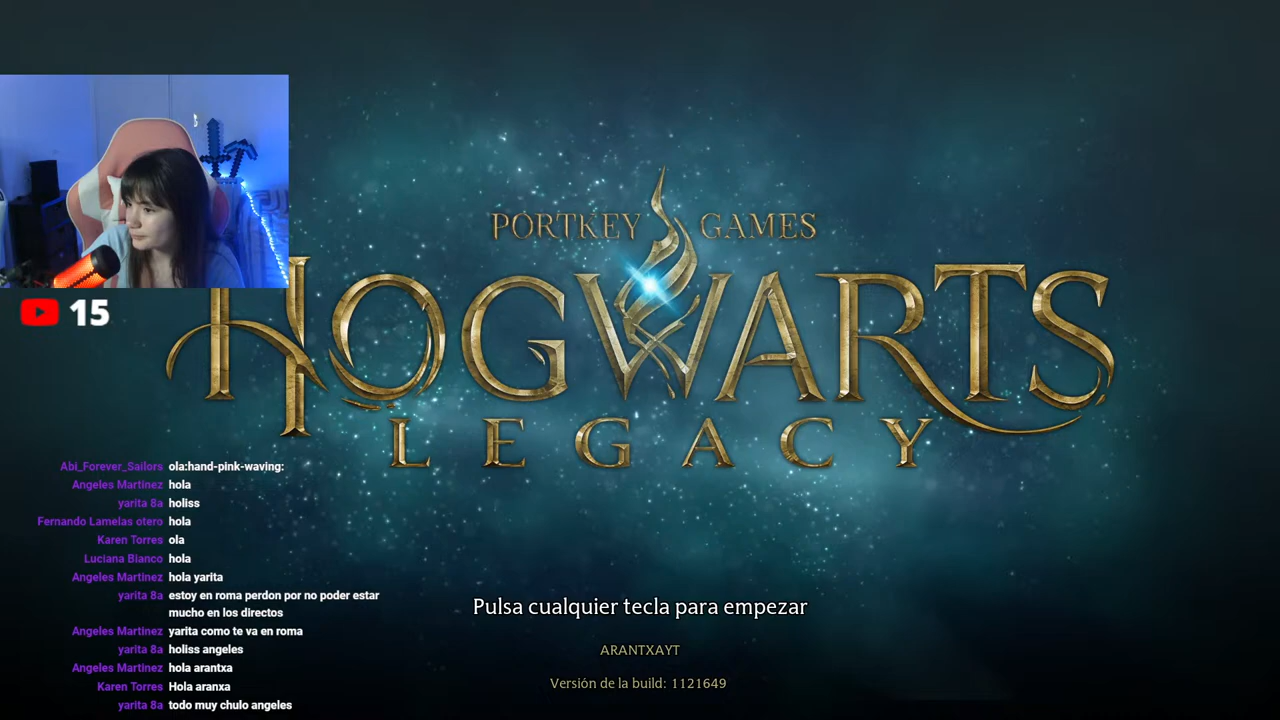 PORTKEY GAMES
HOGWARTS
LEGACY
15
Abi_Forever_Sailors ola:hand-pink-waving:
Angeles Martinez hola
yarita 8a holiss
Fernando Lamelas otero hola
Karen Torres ola
Luciana Bianco hola
Angeles Martinez hola yarita
yarita 8a estoy en roma perdon por no poder estar
mucho en los directos
Angeles Martinez yarita como te va en roma
yarita 8a holiss angeles
Angeles Martinez hola arantxa
Karen Torres Hola aranxa
yarita 8a todo muy chulo angeles
Pulsa cualquier tecla para empezar
ARANTXAYT
Versión de la build: 1121649